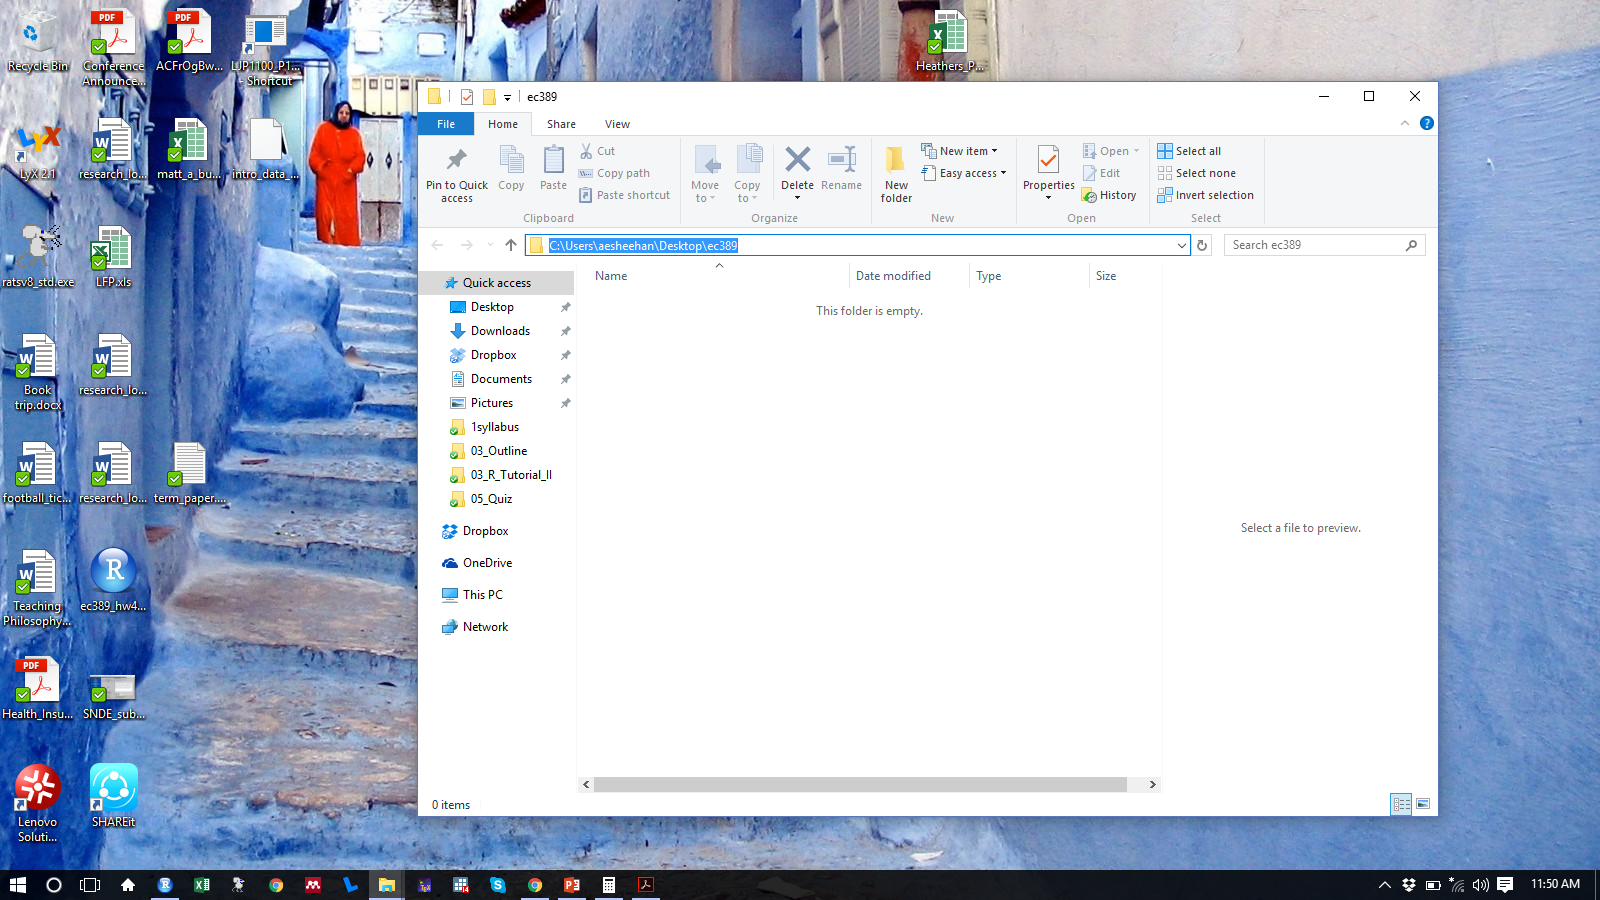 Recycle Bin
PDF
Conference
Announce...
PDF
ACFrOgBw...
LJP1100_P1...
- Shortcut
Heathers_P...
LyX 2.1
research_lo...
matt_a_bu...
intro_data_...
ratsv8_std.exe
LFP.xls
Book
trip.docx
research_lo...
football_tic...
research_lo...
term_paper....
Teaching
Philosophy...
R
ec389_hw4...
PDF
Health_Insu...
SNDE_sub...
Lenovo
Soluti...
SHAREit
ec389
File Home Share View
Pin to Quick
access
Copy
Paste
Cut
Copy path
Paste shortcut
Clipboard
Move
to
Copy
to
Delete
Rename
Organize
New
folder
New item
Easy access
New
Properties
Open
Edit
History
Open
Select all
Select none
Invert selection
Select
C:\Users\aesheehan\Desktop\ec389
Search ec389
Quick access
Desktop
Downloads
Dropbox
Documents
Pictures
1syllabus
03_Outline
03_R_Tutorial_II
05_Quiz
Dropbox
OneDrive
This PC
Network
Name Date modified Type Size
This folder is empty.
Select a file to preview.
0 items
11:50 AM